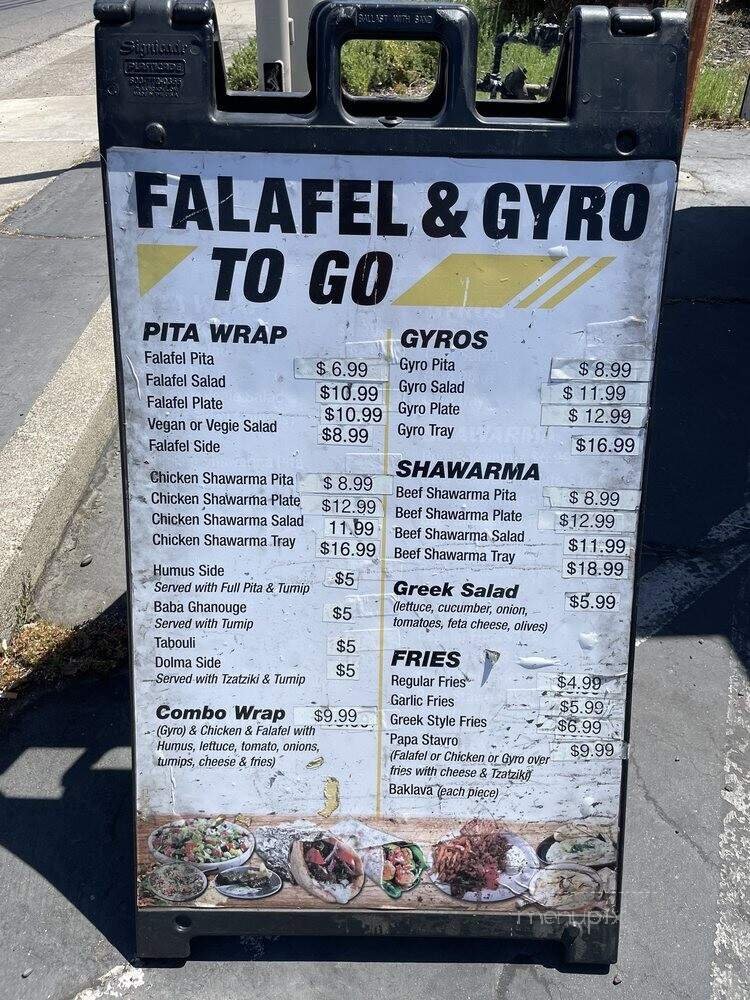 BALLAST WITH SAND
Signicade
PLASTICADE
FALAFEL & GYRO
TO GO
PITA WRAP
Falafel Pita $ 6.99
Falafel Salad $10.99
Falafel Plate $10.99
Vegan or Vegie Salad $8.99
Falafel Side
Chicken Shawarma Pita $ 8.99
Chicken Shawarma Plate $12.99
Chicken Shawarma Salad 11.99
Chicken Shawarma Tray $16.99
Humus Side $5
Served with Full Pita & Turnip
Baba Ghanouge $5
Served with Turnip
Tabouli $5
Dolma Side $5
Served with Tzatziki & Turnip
Combo Wrap $9.99
(Gyro) & Chicken & Falafel with
Humus, lettuce, tomato, onions,
turnips, cheese & fries)
GYROS
Gyro Pita $ 8.99
Gyro Salad $ 11.99
Gyro Plate $ 12.99
Gyro Tray $16.99
SHAWARMA
Beef Shawarma Pita $ 8.99
Beef Shawarma Plate $12.99
Beef Shawarma Salad $11.99
Beef Shawarma Tray $18.99
Greek Salad $5.99
(lettuce, cucumber, onion,
tomatoes, feta cheese, olives)
FRIES
Regular Fries $4.99
Garlic Fries $5.99
Greek Style Fries $6.99
Papa Stavro $9.99
(Falafel or Chicken or Gyro over
fries with cheese & Tzatziki)
Baklava (each piece)
menupix